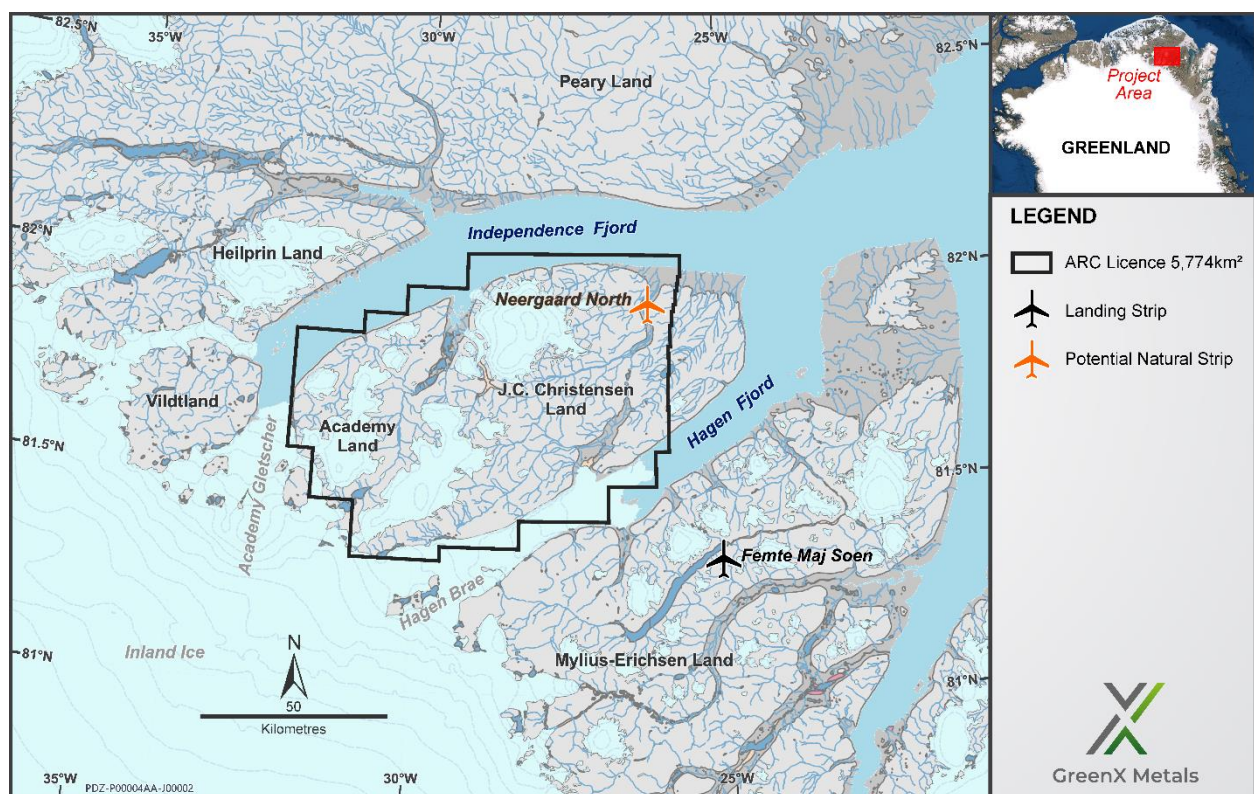 82.5°N
35°W
30°W
25°W
82.5°N
Peary Land
82°N
Heilprin Land
Independence Fjord
82°N
Neergaard North
Vildtland
J.C. Christensen
Land
Academy
Land
Hagen Fjord
81.5°N
81.5°N
Academy Gletscher
Femte Maj Soen
Hagen Brae
N
Inland Ice
Mylius-Erichsen Land
81°N
81°N
50
Kilometres
35°W
30°W
25°W
PDZ-P00004AA-J00002
Project
Area
GREENLAND
LEGEND
ARC Licence 5,774km²
Landing Strip
Potential Natural Strip
GreenX Metals